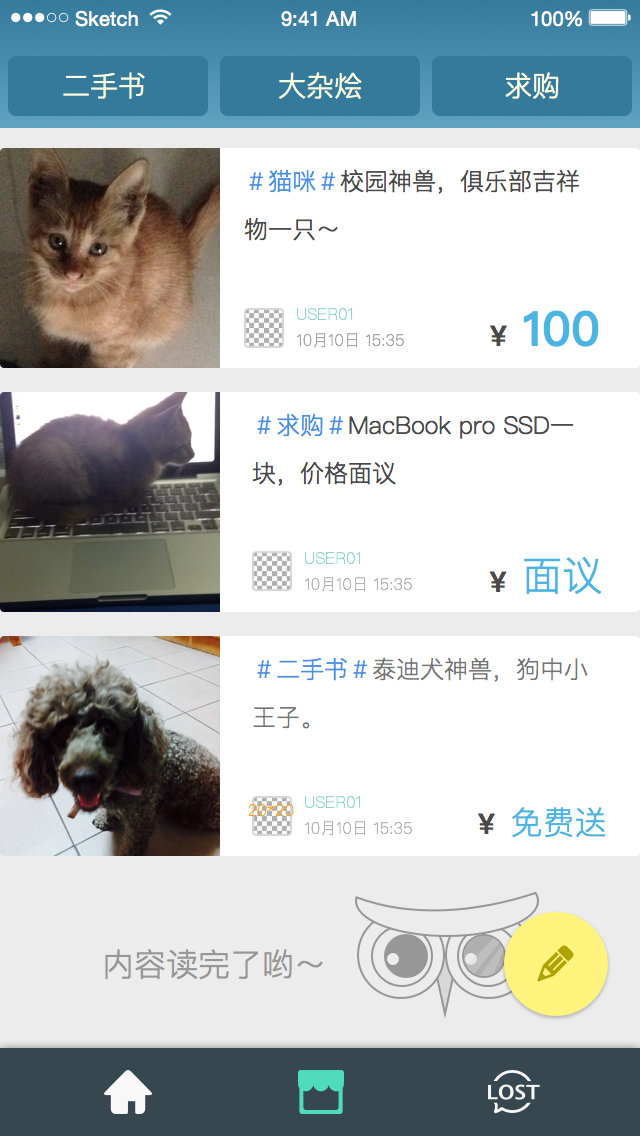 Sketch 9:41 AM 100%
二手书 大杂烩 求购
#猫咪#校园神兽，俱乐部吉祥
物一只～
USER01
10月10日 15:35
¥ 100
#求购#MacBook pro SSD一
块，价格面议
USER01
10月10日 15:35
¥ 面议
#二手书#泰迪犬神兽，狗中小
王子。
20*20
USER01
10月10日 15:35
¥ 免费送
内容读完了哟～
LOST